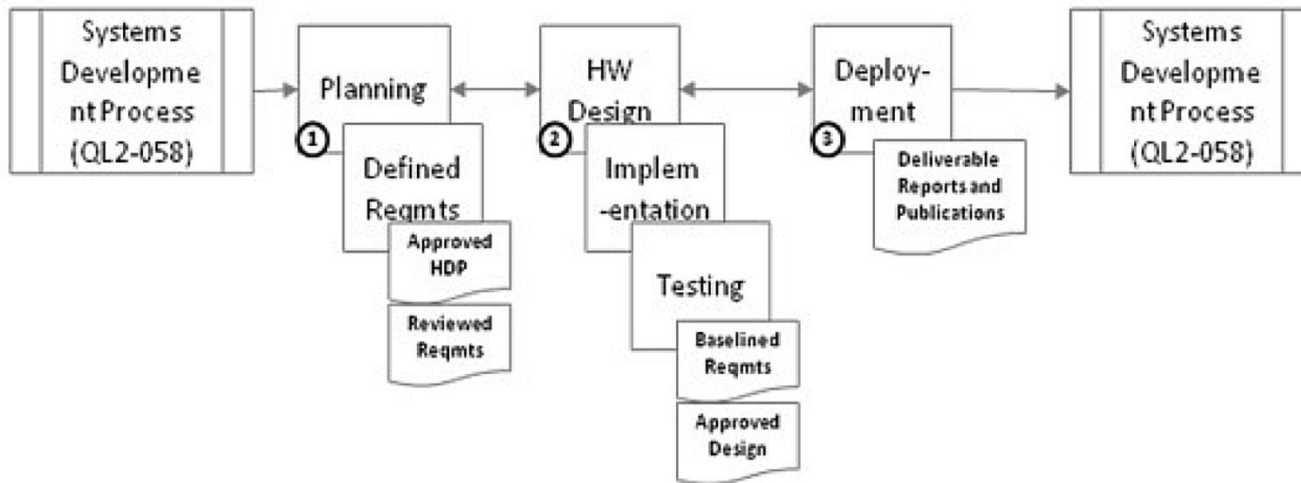 Systems
Developme
nt Process
(QL2-058)
Planning
1
Defined
Reqmts
Approved
HDP
Reviewed
Reqmts
HW
Design
2
Implem
-entation
Testing
Baselined
Reqmts
Approved
Design
Deploy-
ment
3
Deliverable
Reports and
Publications
Systems
Developme
nt Process
(QL2-058)